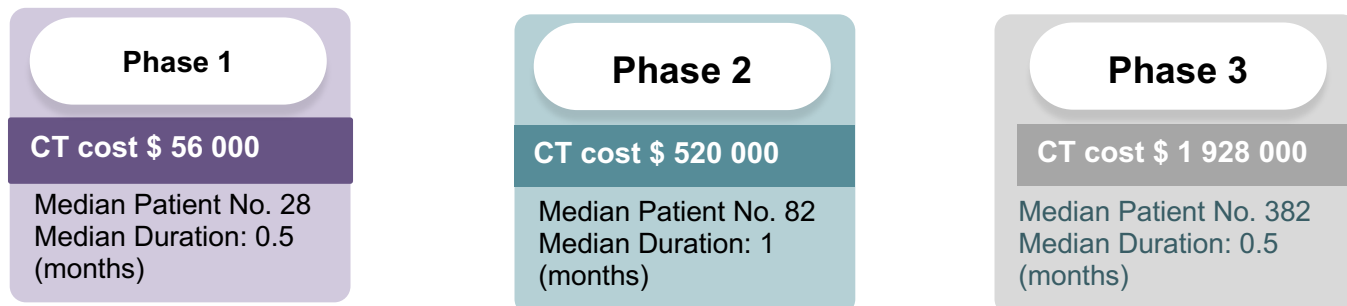 Phase 1
CT cost $ 56 000
Median Patient No. 28
Median Duration: 0.5
(months)
Phase 2
CT cost $ 520 000
Median Patient No. 82
Median Duration: 1
(months)
Phase 3
CT cost $ 1 928 000
Median Patient No. 382
Median Duration: 0.5
(months)